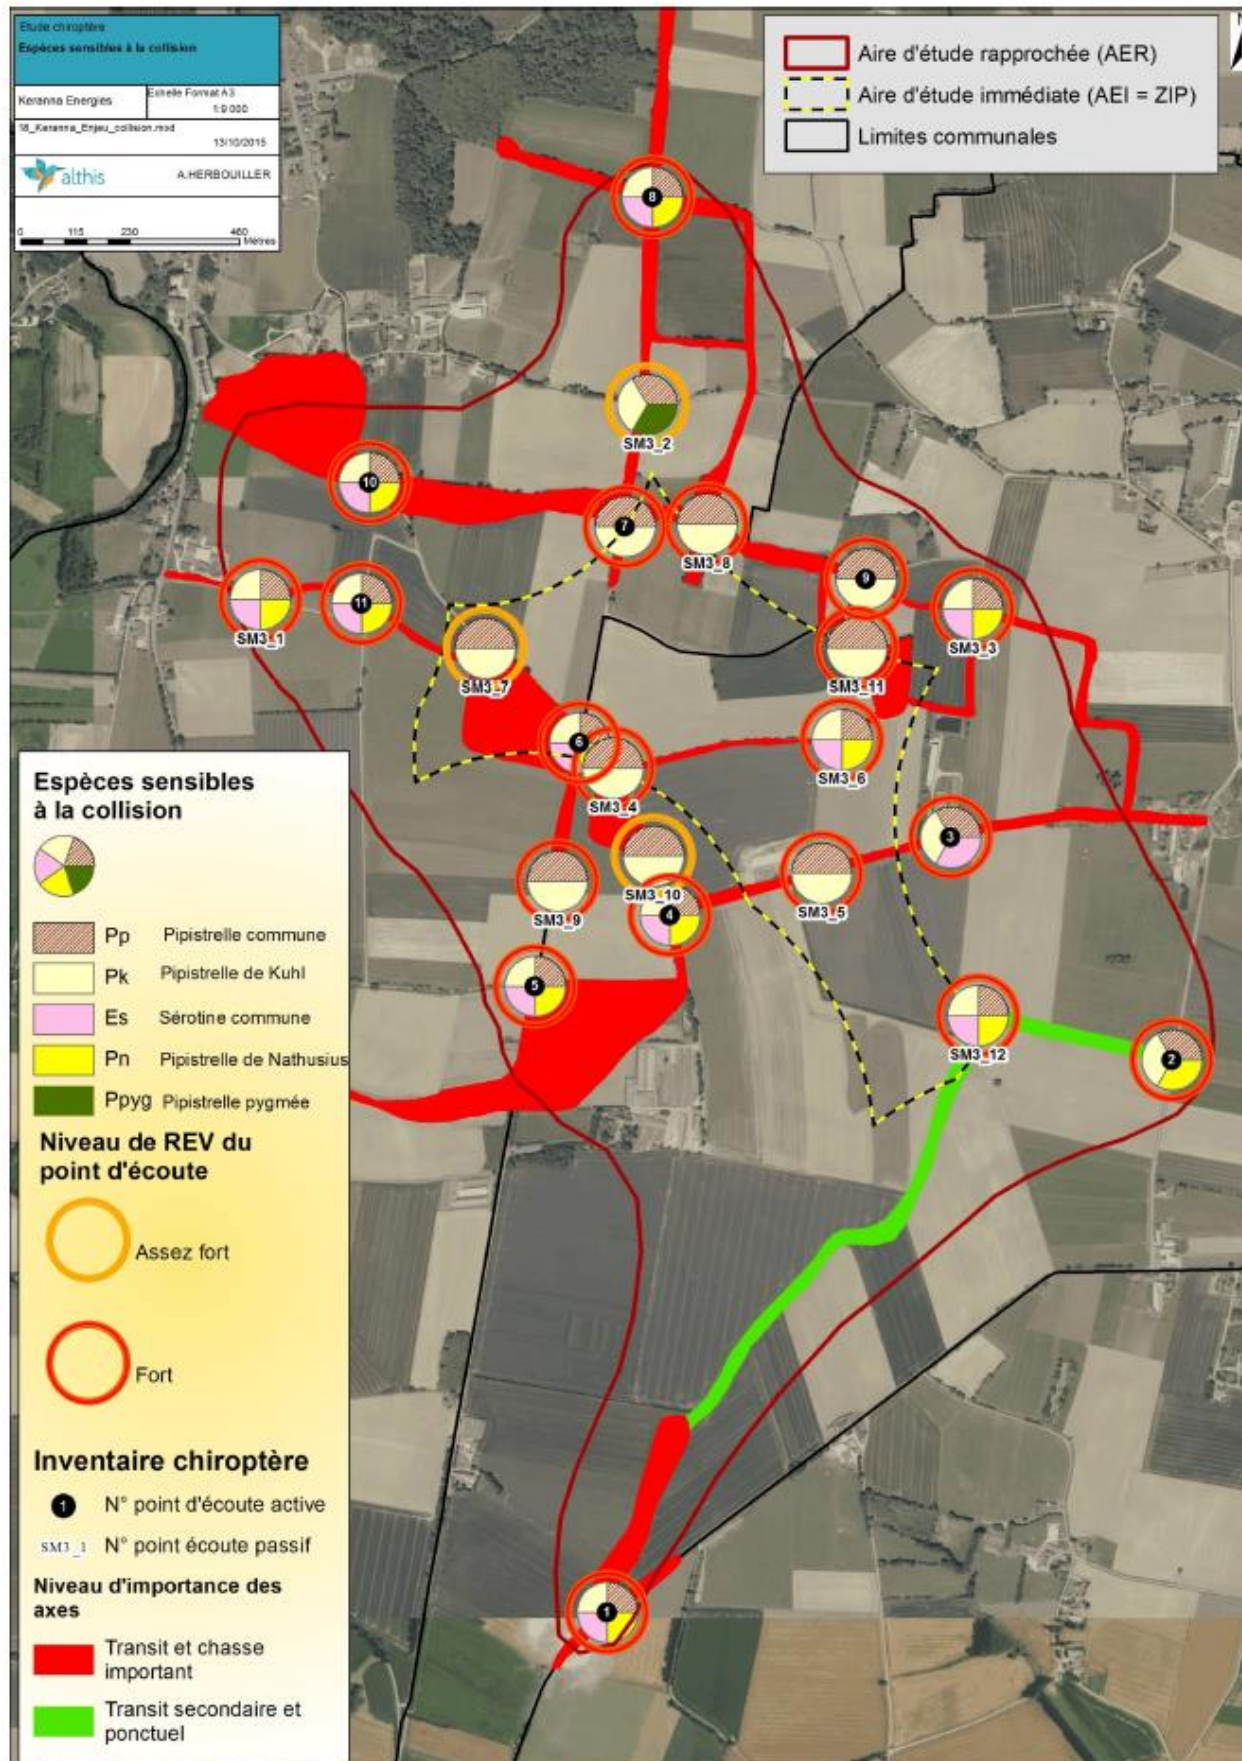 Etude chiroptère
Espèces sensibles à la collision
Keranna Energies
Echelle Format A3
1:9 000
18_Keranna_Enjeu_collision.mxd
13/10/2015
althis
A.HERBOUILLER
0 115 230 460
Mètres
Aire d'étude rapprochée (AER)
Aire d'étude immédiate (AEI = ZIP)
Limites communales
8
SM3_2
10
7
SM3_8
9
SM3_1
11
SM3_3
SM3_7
SM3_11
6
SM3_4
SM3_6
3
SM3_10
SM3_5
SM3_9
4
5
SM3_12
2
1
Espèces sensibles
à la collision
Pp Pipistrelle commune
Pk Pipistrelle de Kuhl
Es Sérotine commune
Pn Pipistrelle de Nathusius
Ppyg Pipistrelle pygmée
Niveau de REV du
point d'écoute
Assez fort
Fort
Inventaire chiroptère
1 N° point d'écoute active
SM3_1 N° point écoute passif
Niveau d'importance des
axes
Transit et chasse
important
Transit secondaire et
ponctuel